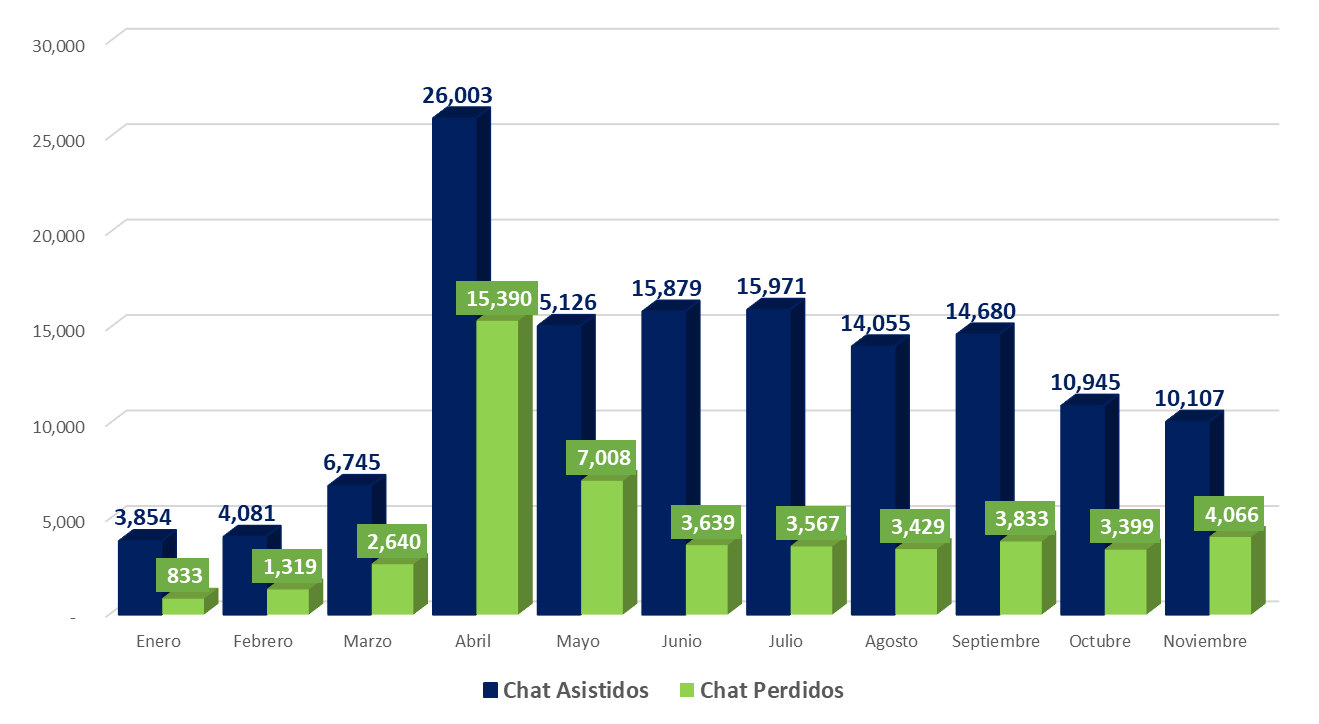 30,000
25,000
20,000
15,000
10,000
5,000
-
3,854
4,081
6,745
26,003
5,126
15,879
15,971
14,055
14,680
10,945
10,107
833
1,319
2,640
15,390
7,008
3,639
3,567
3,429
3,833
3,399
4,066
Enero
Febrero
Marzo
Abril
Mayo
Junio
Julio
Agosto
Septiembre
Octubre
Noviembre
Chat Asistidos
Chat Perdidos